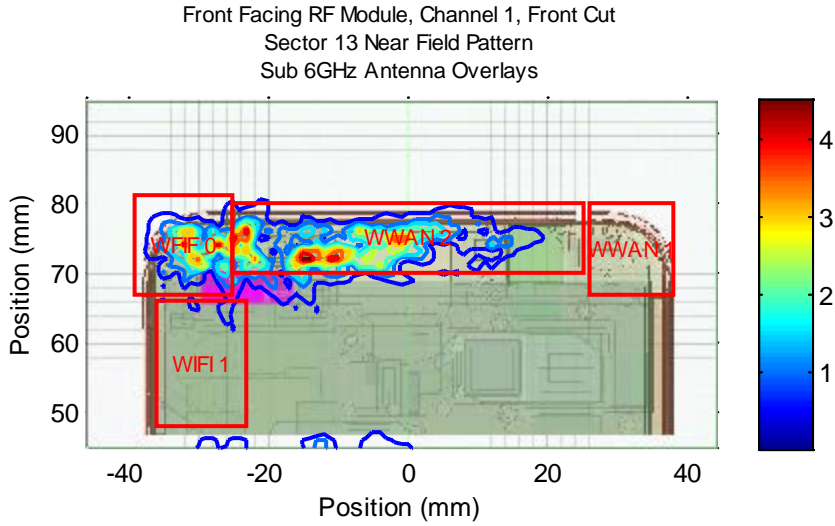 Front Facing RF Module, Channel 1, Front Cut
Sector 13 Near Field Pattern
Sub 6GHz Antenna Overlays
90
80
70
60
50
Position (mm)
WFIF 0
WWAN 2
WWAN 1
WIFI 1
-40
-20
0
20
40
Position (mm)
4
3
2
1